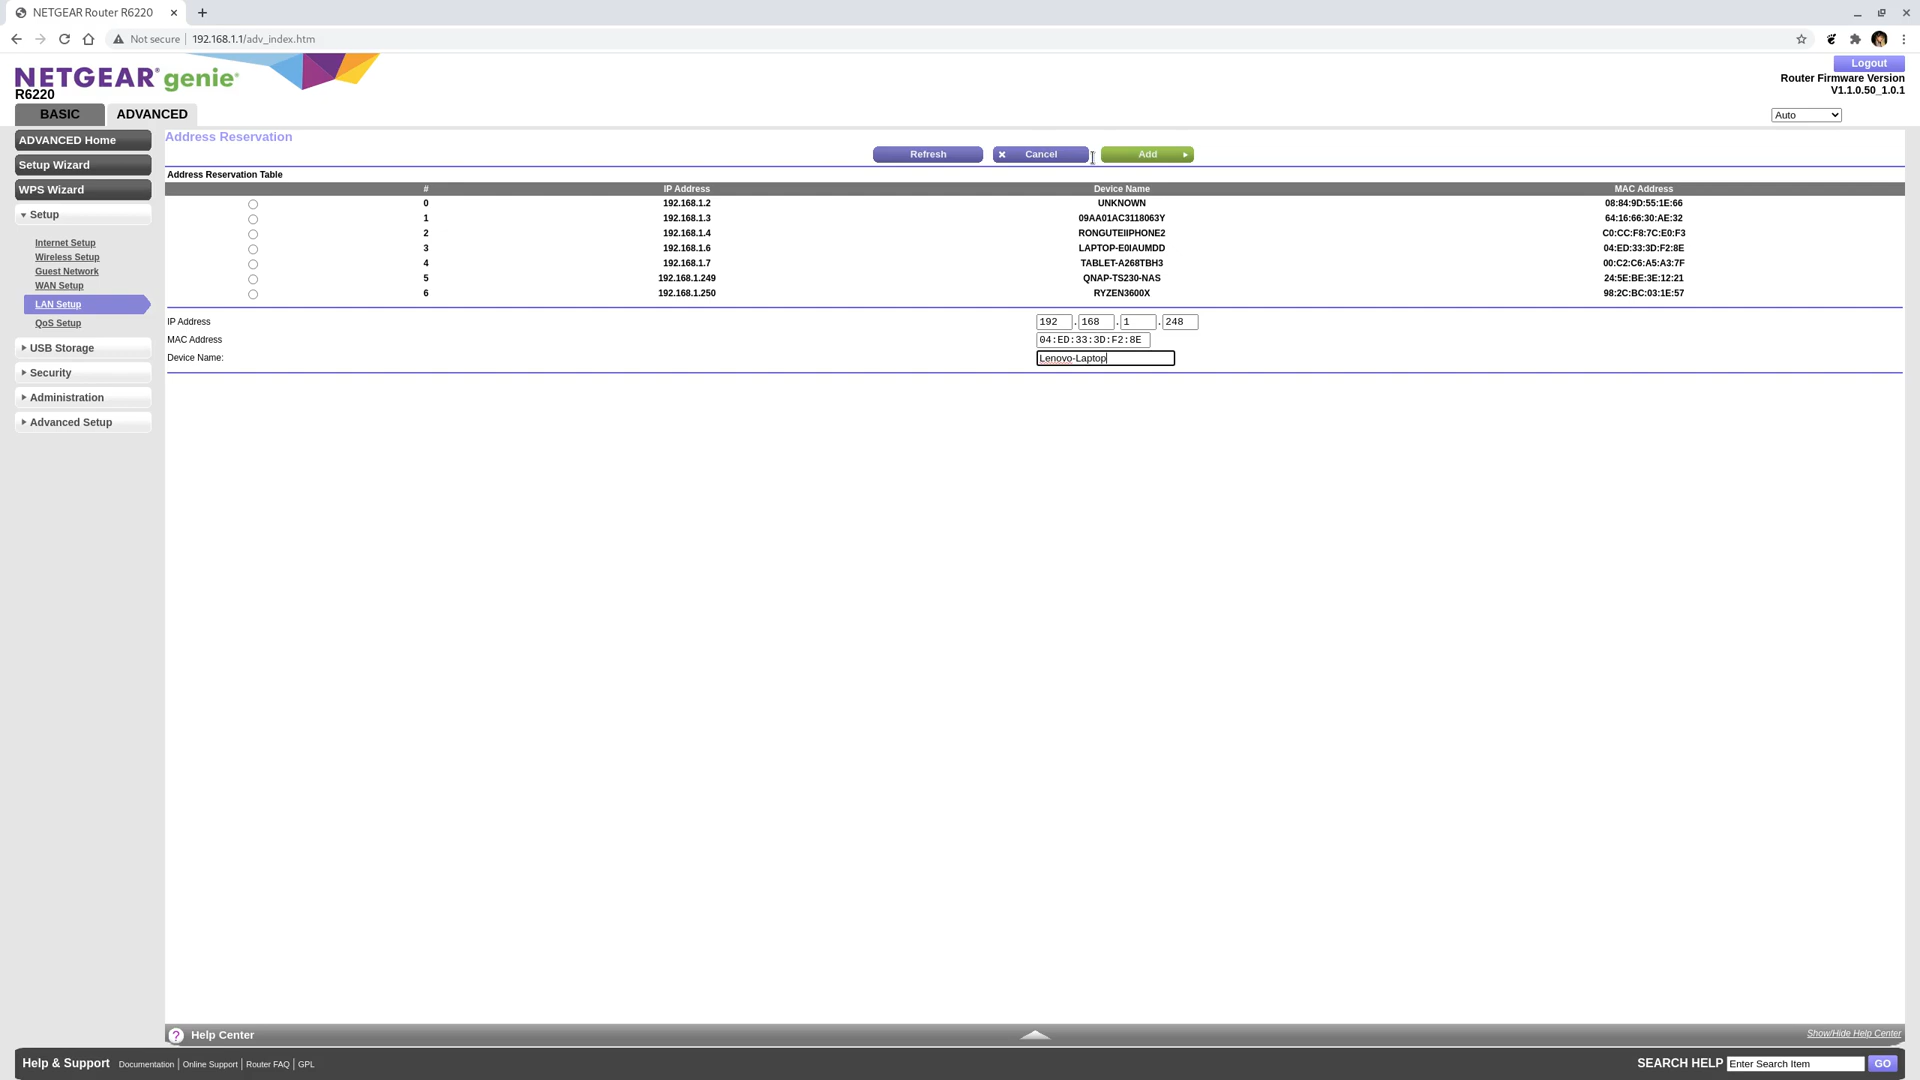 NETGEAR Router R6220
Not secure 192.168.1.1/adv_index.htm
NETGEAR® genie®
R6220
Logout
Router Firmware Version
V1.1.0.50_1.0.1
BASIC ADVANCED
Auto
ADVANCED Home
Setup Wizard
WPS Wizard
Setup
Internet Setup
Wireless Setup
Guest Network
WAN Setup
LAN Setup
QoS Setup
USB Storage
Security
Administration
Advanced Setup
Address Reservation
Refresh Cancel Add
Address Reservation Table
# IP Address Device Name MAC Address
0 192.168.1.2 UNKNOWN 08:84:9D:55:1E:66
1 192.168.1.3 09AA01AC3118063Y 64:16:66:30:AE:32
2 192.168.1.4 RONGUTEIIPHONE2 C0:CC:F8:7C:E0:F3
3 192.168.1.6 LAPTOP-E0IAUMDD 04:ED:33:3D:F2:8E
4 192.168.1.7 TABLET-A268TBH3 00:C2:C6:A5:A3:7F
5 192.168.1.249 QNAP-TS230-NAS 24:5E:BE:3E:12:21
6 192.168.1.250 RYZEN3600X 98:2C:BC:03:1E:57
IP Address 192 . 168 . 1 . 248
MAC Address 04:ED:33:3D:F2:8E
Device Name: Lenovo-Laptop
? Help Center
Show/Hide Help Center
Help & Support Documentation | Online Support | Router FAQ | GPL
SEARCH HELP Enter Search Item GO